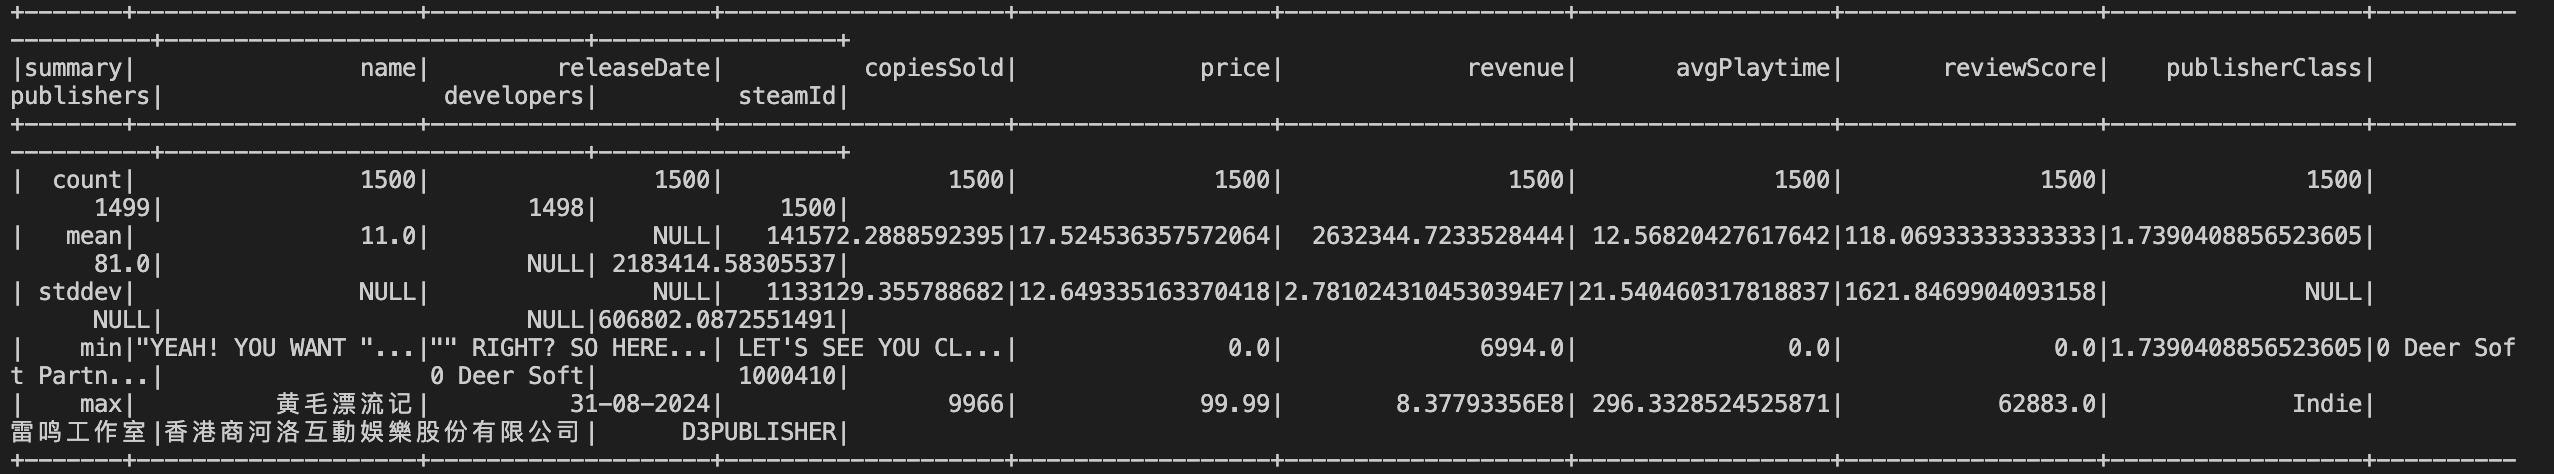 +-------+--------------------+--------------------+--------------------+------------------+--------------------+------------------+------------------+------------------+----------
----------+-----------------------------+-----------------+
|summary|                name|         releaseDate|          copiesSold|             price|             revenue|       avgPlaytime|       reviewScore|    publisherClass|
publishers|                   developers|          steamId|
+-------+--------------------+--------------------+--------------------+------------------+--------------------+------------------+------------------+------------------+----------
----------+-----------------------------+-----------------+
|  count|                1500|                1500|                1500|              1500|                1500|              1500|              1500|              1500|
      1499|                         1498|             1500|
|   mean|                11.0|                NULL|   141572.2888592395|17.524536357572064|  2632344.7233528444| 12.56820427617642|118.06933333333333|1.7390408856523605|
      81.0|                         NULL| 2183414.58305537|
| stddev|                NULL|                NULL|   1133129.355788682|12.649335163370418|2.7810243104530394E7|21.540460317818837|1621.8469904093158|              NULL|
      NULL|                         NULL|606802.0872551491|
|    min|"YEAH! YOU WANT "...|"" RIGHT? SO HERE...| LET'S SEE YOU CL...|               0.0|              6994.0|               0.0|               0.0|1.7390408856523605|0 Deer Sof
t Partn...|                  0 Deer Soft|          1000410|
|    max|          黄毛漂流记|          31-08-2024|                9966|             99.99|        8.37793356E8| 296.3328524525871|           62883.0|             Indie|
雷鸣工作室|香港商河洛互動娛樂股份有限公司|      D3PUBLISHER|
+-------+--------------------+--------------------+--------------------+------------------+--------------------+------------------+------------------+------------------+----------